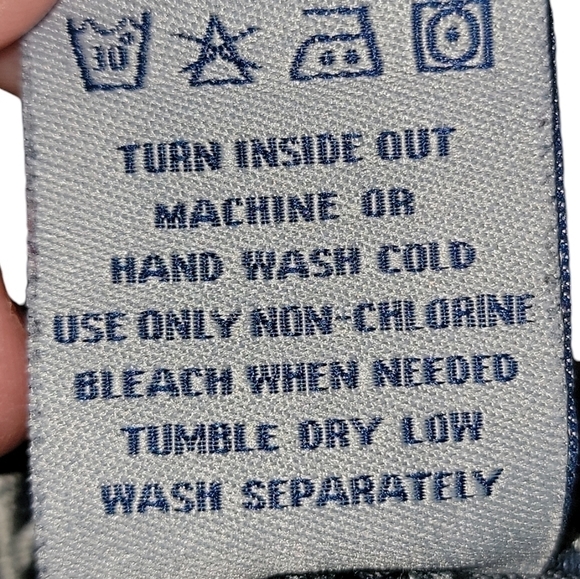 30°
TURN INSIDE OUT
MACHINE OR
HAND WASH COLD
USE ONLY NON-CHLORINE
BLEACH WHEN NEEDED
TUMBLE DRY LOW
WASH SEPARATELY